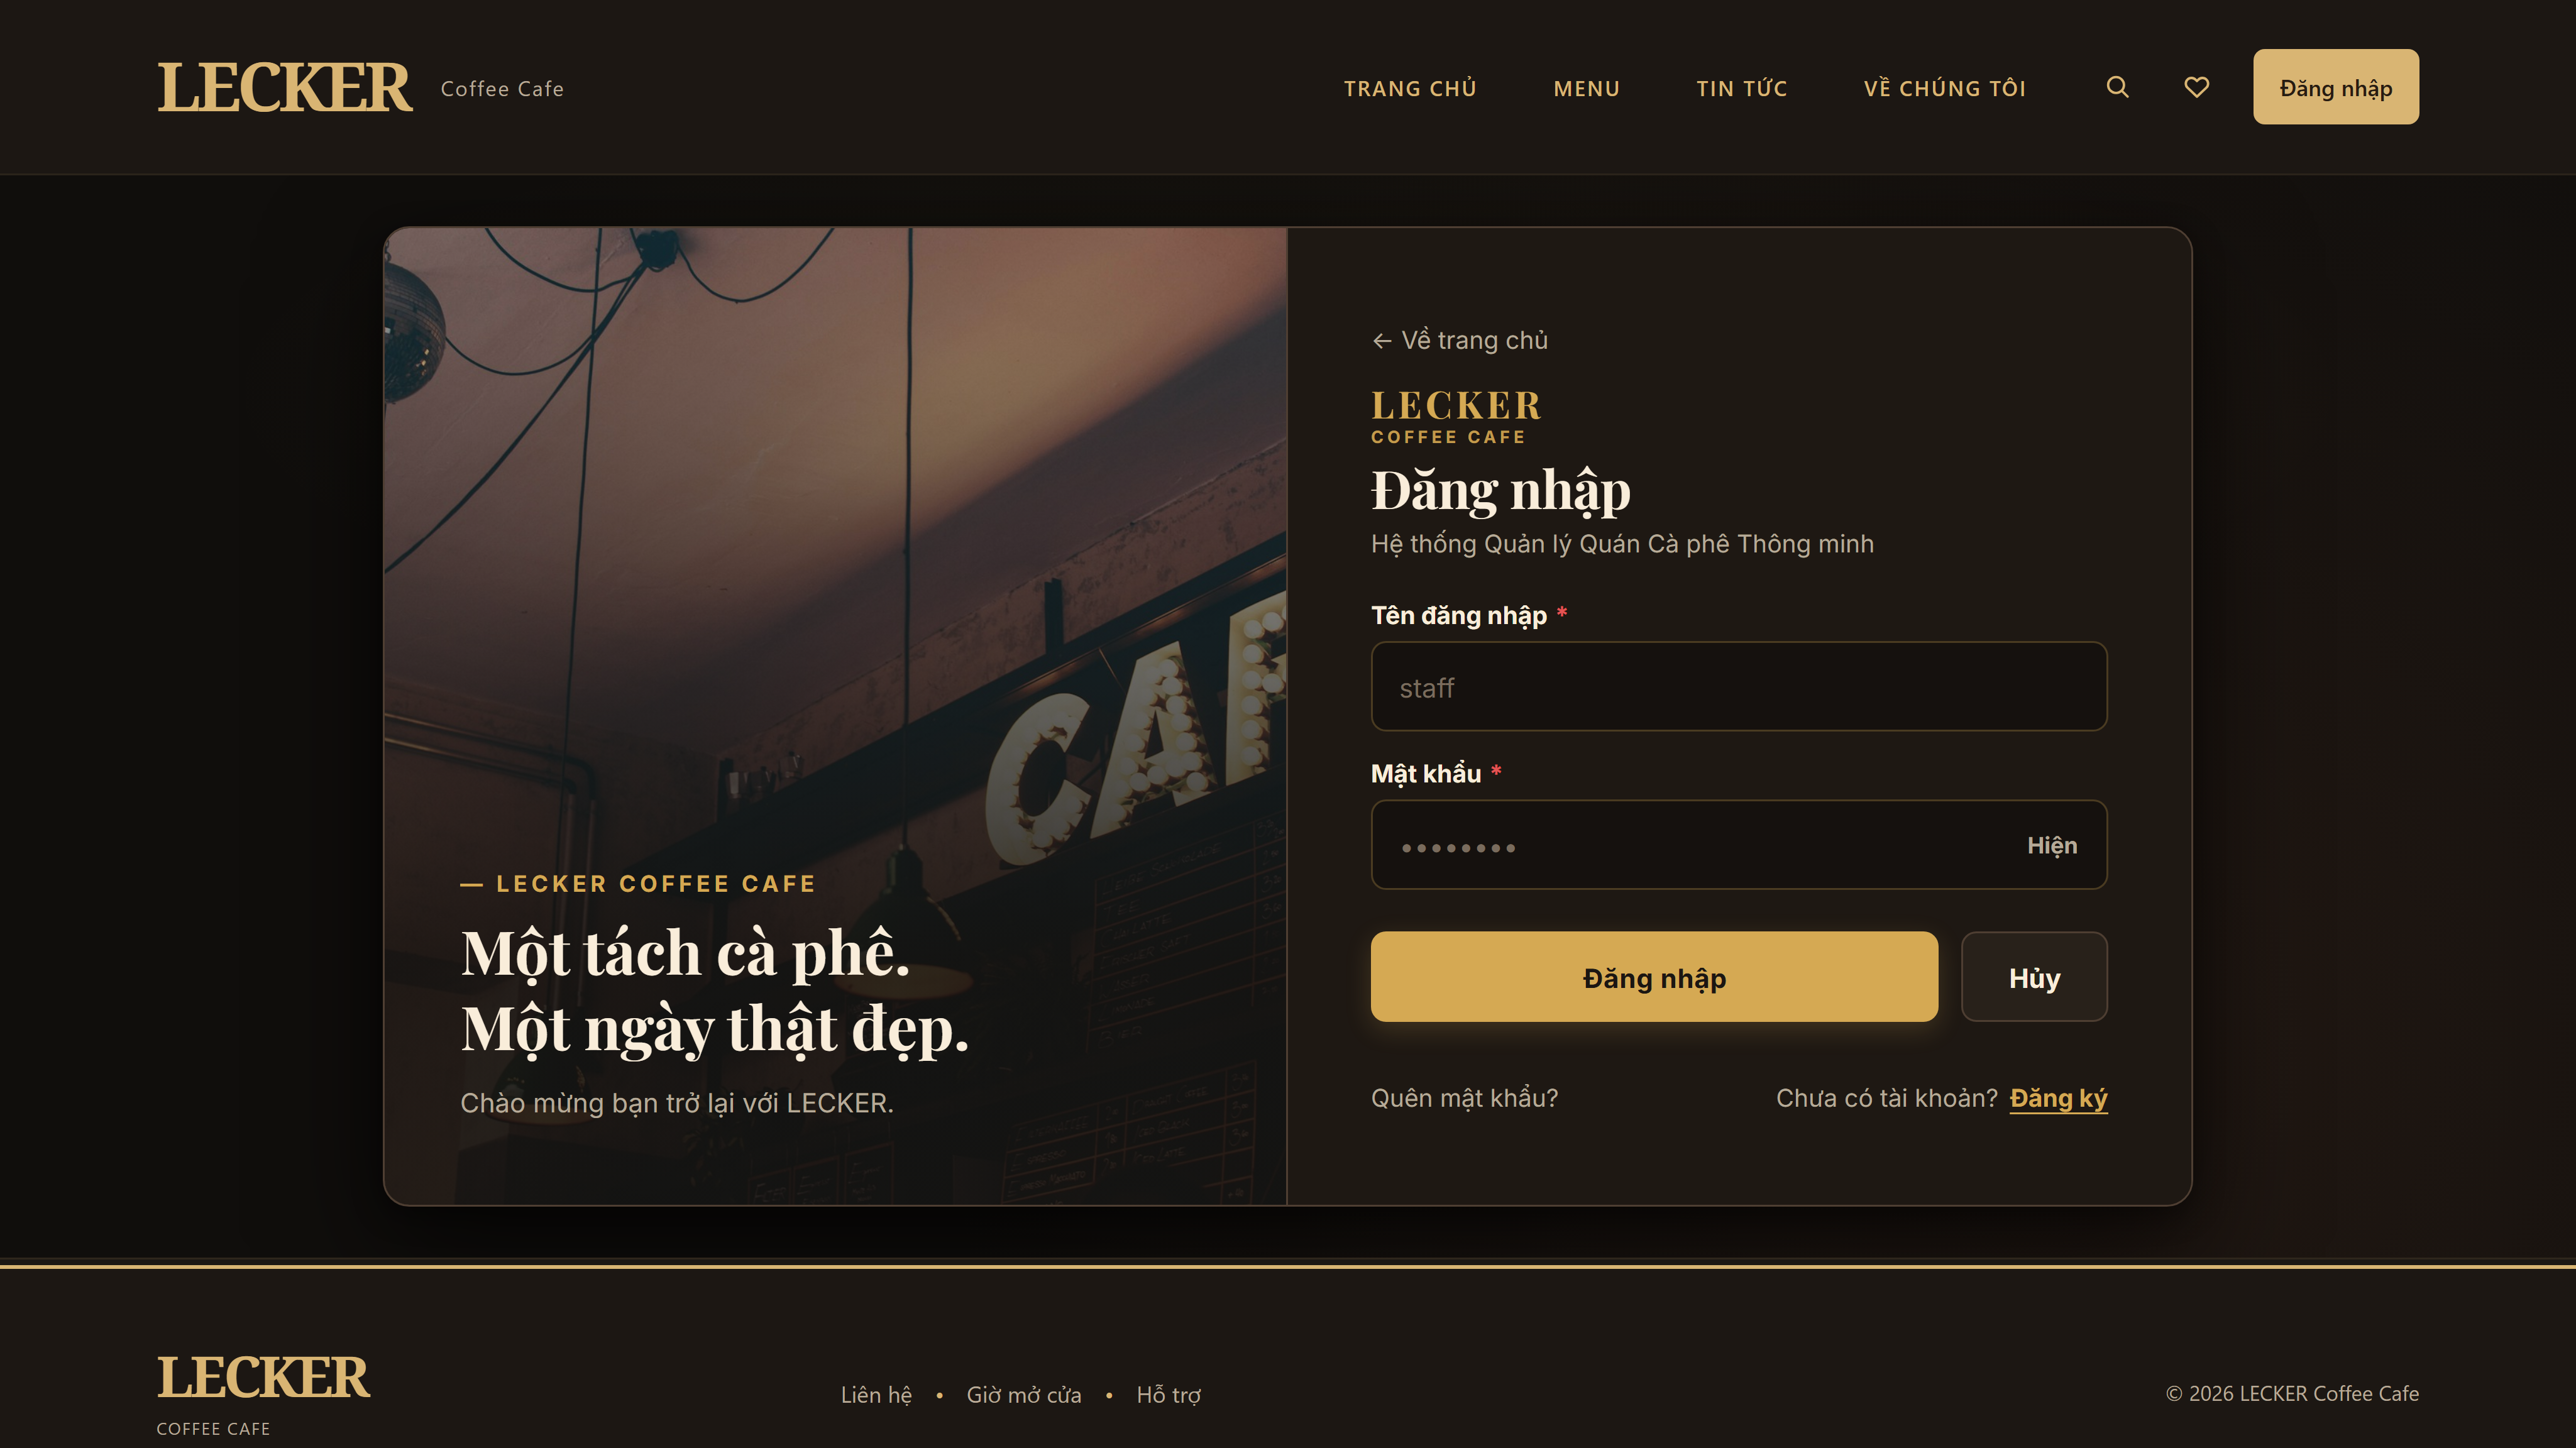 LECKER Coffee Cafe TRANG CHỦ MENU TIN TỨC VỀ CHÚNG TÔI Đăng nhập
CAF
— LECKER COFFEE CAFE
Một tách cà phê.
Một ngày thật đẹp.
Chào mừng bạn trở lại với LECKER.
← Về trang chủ
LECKER
COFFEE CAFE
Đăng nhập
Hệ thống Quản lý Quán Cà phê Thông minh
Tên đăng nhập *
staff
Mật khẩu *
•••••••• Hiện
Đăng nhập Hủy
Quên mật khẩu? Chưa có tài khoản? Đăng ký
LECKER
COFFEE CAFE
Liên hệ • Giờ mở cửa • Hỗ trợ
© 2026 LECKER Coffee Cafe